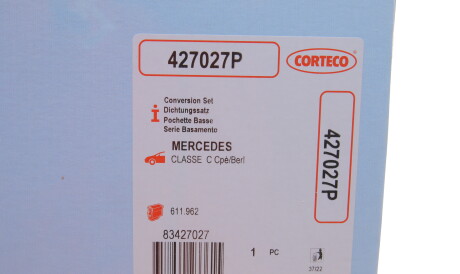 427027P
CORTECO
Conversion Set
Dichtungssatz
Pochette Basse
Serie Basamento
427027P
MERCEDES
CLASSE C Cpé/Berl
611.962
83427027
1 PC
37/22